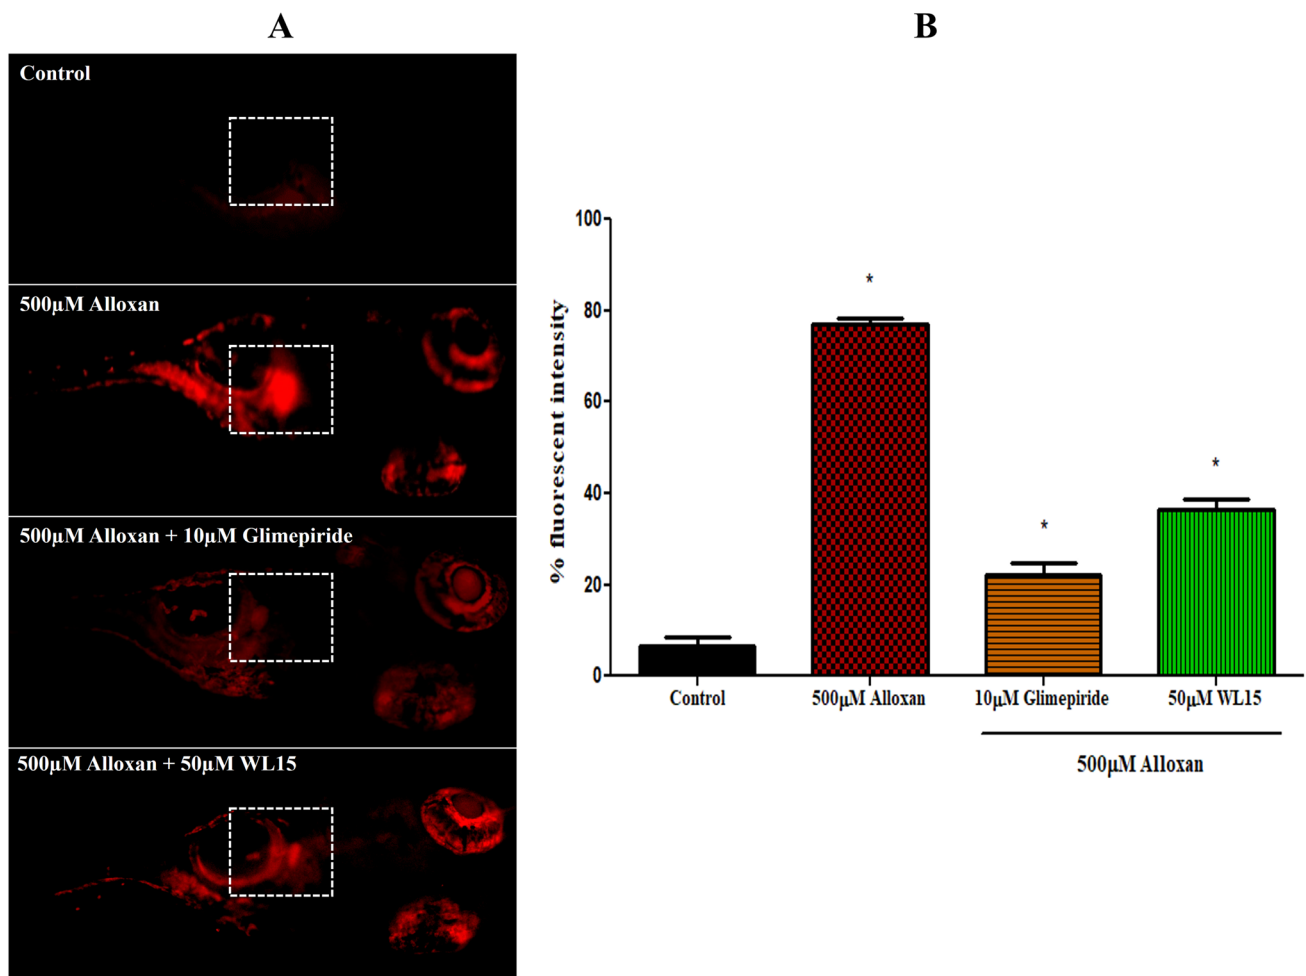 A
Control
500μM Alloxan
500μM Alloxan + 10μM Glimepiride
500μM Alloxan + 50μM WL15
B
% fluorescent intensity
100
80
60
40
20
0
*
*
*
Control
500μM Alloxan
10μM Glimepiride
50μM WL15
500μM Alloxan